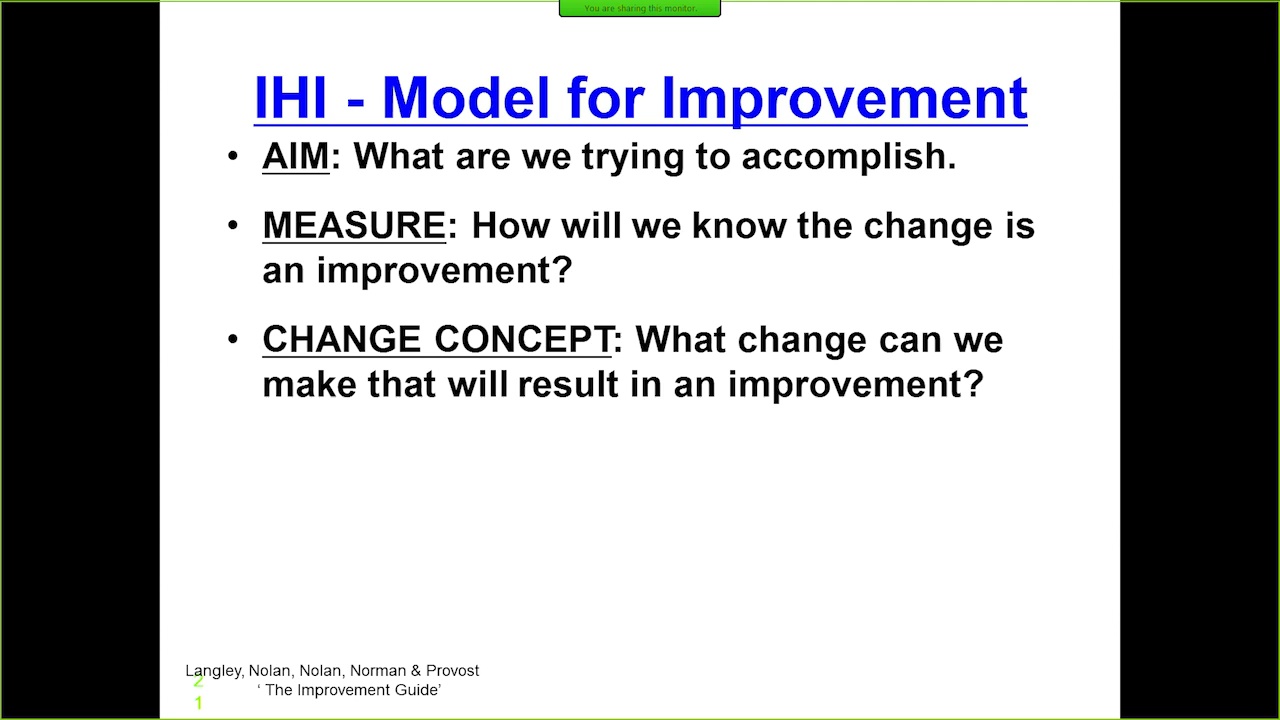 You are sharing this monitor.
IHI - Model for Improvement
• AIM: What are we trying to accomplish.
• MEASURE: How will we know the change is
an improvement?
• CHANGE CONCEPT: What change can we
make that will result in an improvement?
Langley, Nolan, Nolan, Norman & Provost
‘ The Improvement Guide’
2
1